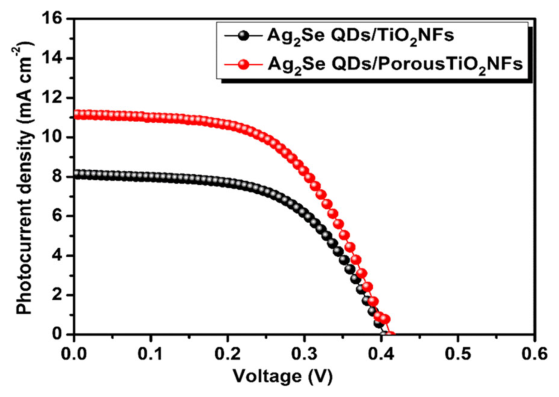 16
14
12
10
8
6
4
2
0
Photocurrent density (mA cm⁻²)
Ag₂Se QDs/TiO₂NFs
Ag₂Se QDs/PorousTiO₂NFs
0.0 0.1 0.2 0.3 0.4 0.5 0.6
Voltage (V)